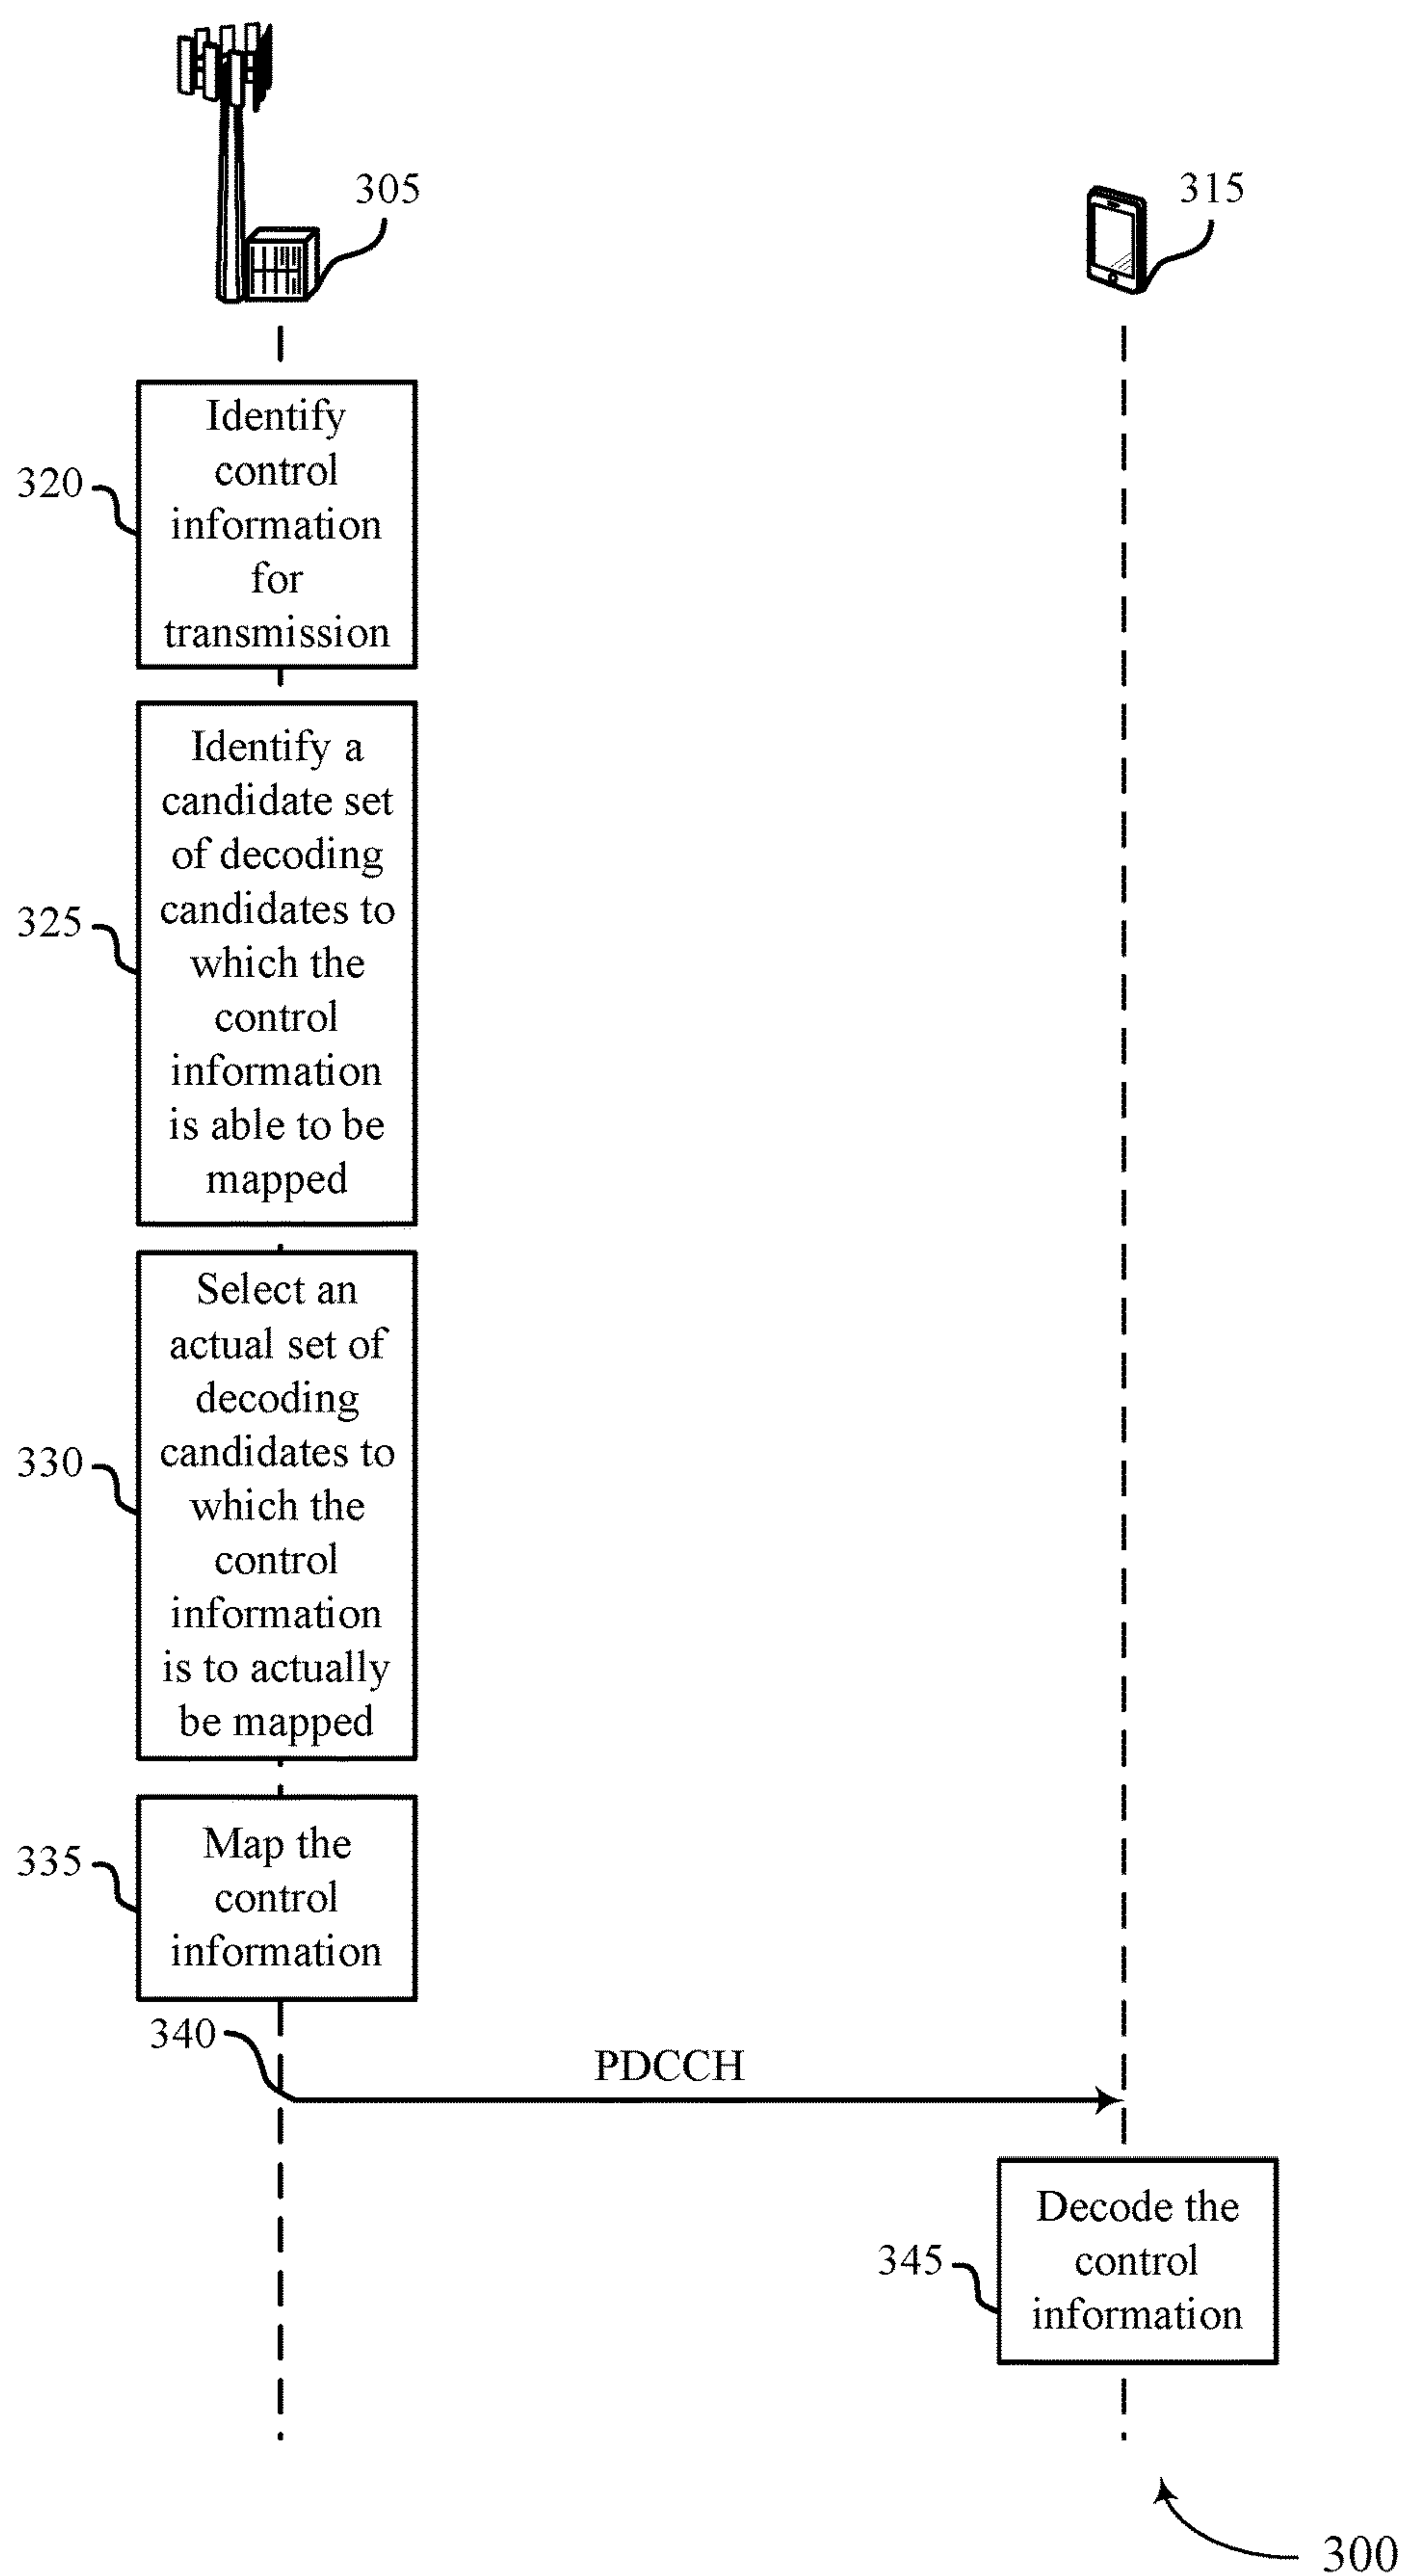 305
315
320
Identify
control
information
for
transmission
325
Identify a
candidate set
of decoding
candidates to
which the
control
information
is able to be
mapped
330
Select an
actual set of
decoding
candidates to
which the
control
information
is to actually
be mapped
335
Map the
control
information
340
PDCCH
345
Decode the
control
information
300